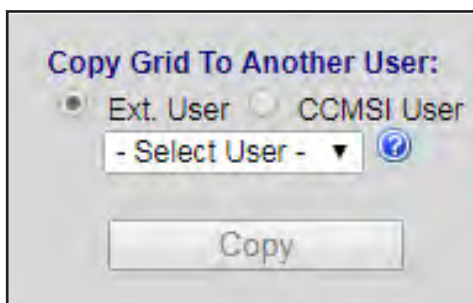 Copy Grid To Another User:
Ext. User CCMSI User
- Select User -
Copy